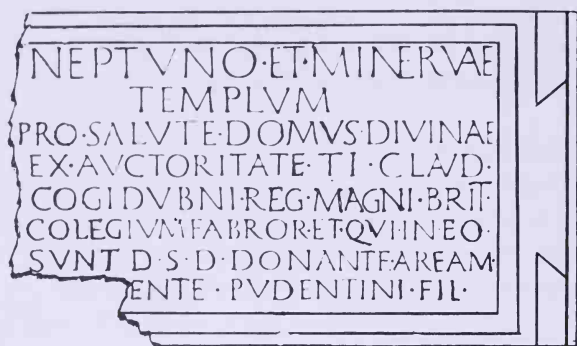 NEPTVNO·ET·MINERVAE
TEMPLVM
PRO·SALVTE·DOMVS·DIVINAE
EX·AVCTORITATE·TI·CLAVD·
COGIDVBNI·REG·MAGNI·BRIT·
COLEGIVM FABROR·ET·QVI·IN·EO·
SVNT D·S·D·DONANTE·AREAM·
ENTE·PVDENTINI·FIL·